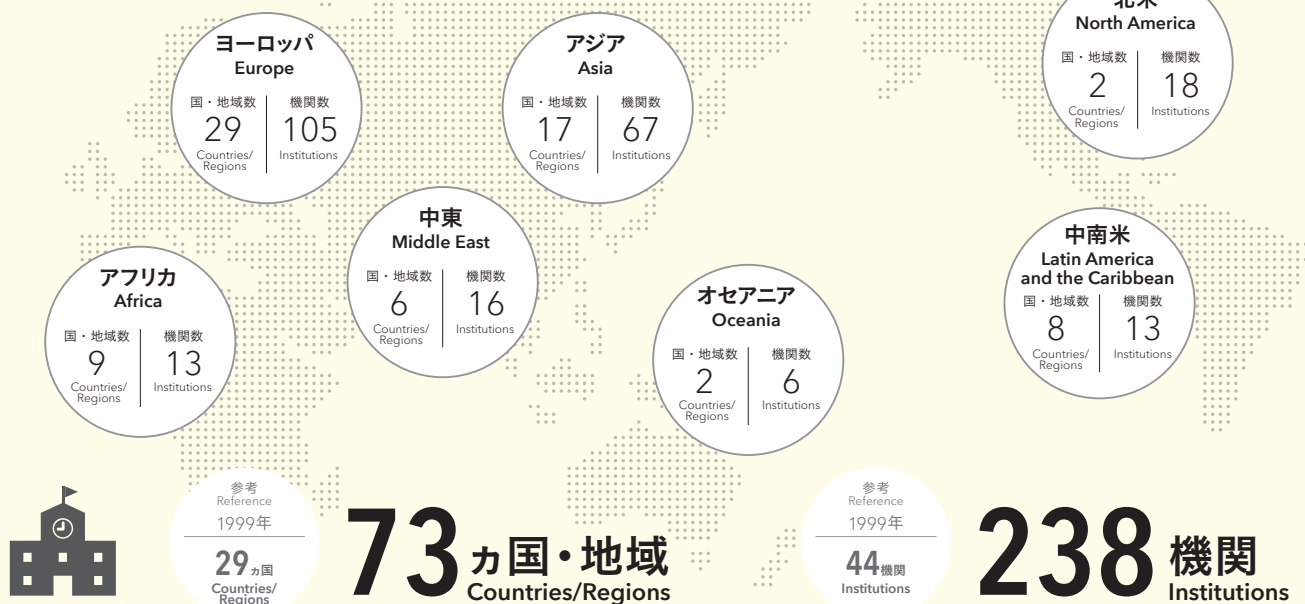 ヨーロッパ
Europe
国・地域数
29
Countries/
Regions
機関数
105
Institutions
アジア
Asia
国・地域数
17
Countries/
Regions
機関数
67
Institutions
北米
North America
国・地域数
2
Countries/
Regions
機関数
18
Institutions
中東
Middle East
国・地域数
6
Countries/
Regions
機関数
16
Institutions
アフリカ
Africa
国・地域数
9
Countries/
Regions
機関数
13
Institutions
オセアニア
Oceania
国・地域数
2
Countries/
Regions
機関数
6
Institutions
中南米
Latin America
and the Caribbean
国・地域数
8
Countries/
Regions
機関数
13
Institutions
参考
Reference
1999年
29ヵ国
Countries/
Regions
73ヵ国・地域
Countries/Regions
参考
Reference
1999年
44機関
Institutions
238機関
Institutions